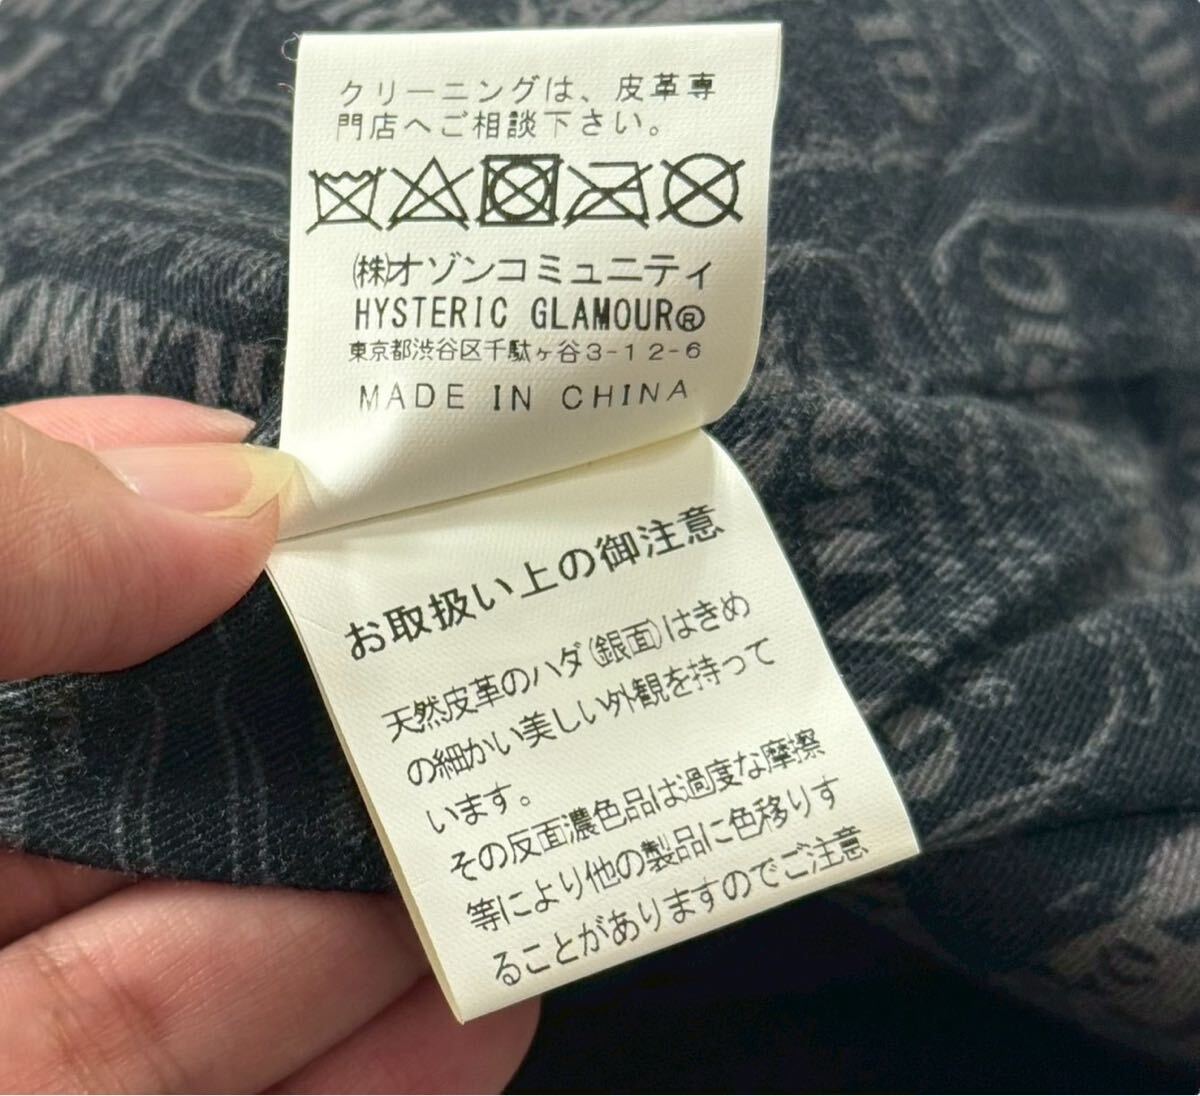 クリーニングは、皮革専
門店へご相談下さい。
㈱オゾンコミュニティ
HYSTERIC GLAMOUR®
東京都渋谷区千駄ヶ谷3-12-6
MADE IN CHINA
お取扱い上の御注意
天然皮革のハダ(銀面)はきめ
の細かい美しい外観を持って
います。
その反面濃色品は過度な摩擦
等により他の製品に色移りす
ることがありますのでご注意